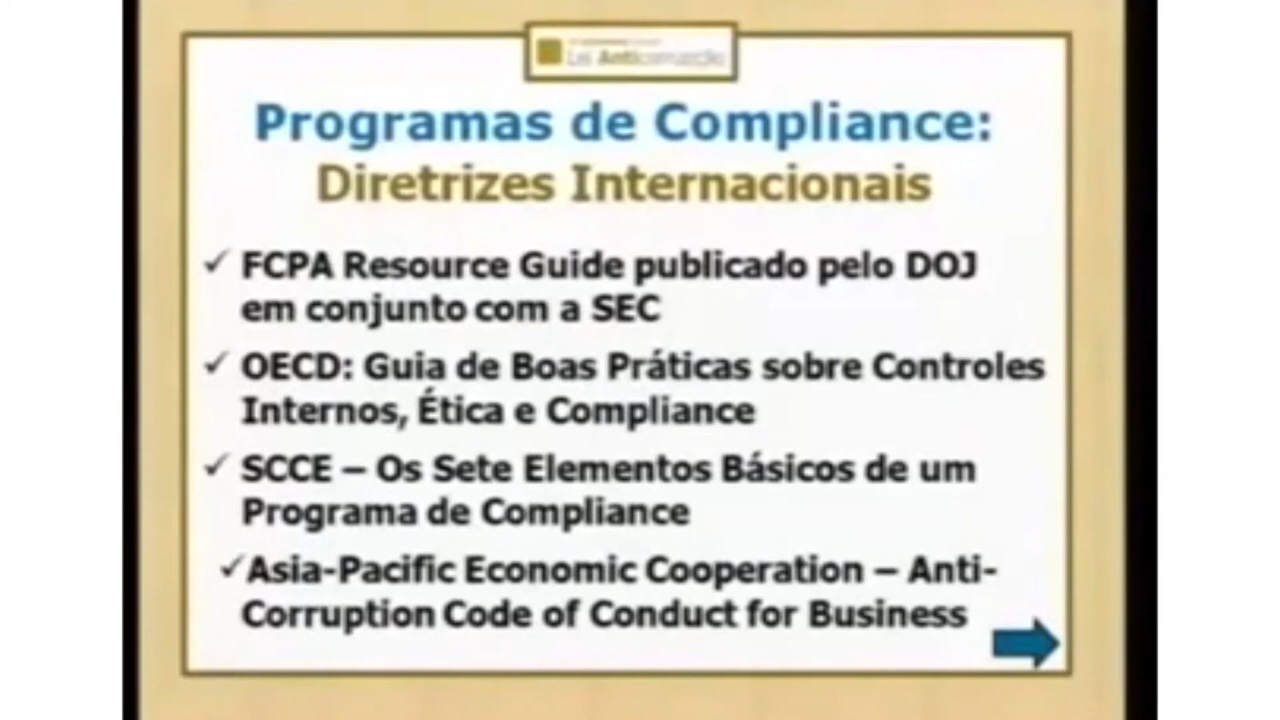 Lei Anticorrupção
Programas de Compliance:
Diretrizes Internacionais
✓ FCPA Resource Guide publicado pelo DOJ
em conjunto com a SEC
✓ OECD: Guia de Boas Práticas sobre Controles
Internos, Ética e Compliance
✓ SCCE – Os Sete Elementos Básicos de um
Programa de Compliance
✓Asia-Pacific Economic Cooperation – Anti-
Corruption Code of Conduct for Business